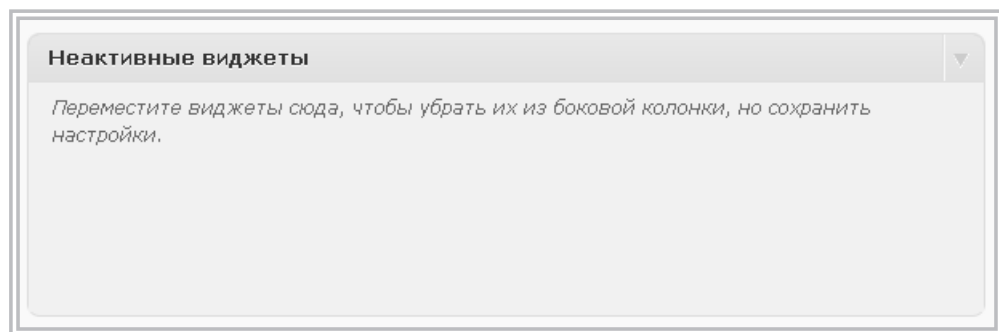 Неактивные виджеты
Переместите виджеты сюда, чтобы убрать их из боковой колонки, но сохранить
настройки.